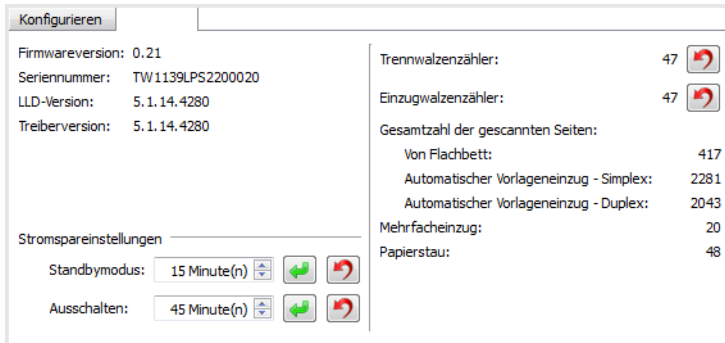 Konfigurieren
Firmwareversion: 0.21
Seriennummer: TW1139LPS2200020
LLD-Version: 5.1.14.4280
Treiberversion: 5.1.14.4280
Stromspareinstellungen
Standbymodus: 15 Minute(n)
Ausschalten: 45 Minute(n)
Trennwalzenzähler: 47
Einzugwalzenzähler: 47
Gesamtzahl der gescannten Seiten:
Von Flachbett: 417
Automatischer Vorlageneinzug - Simplex: 2281
Automatischer Vorlageneinzug - Duplex: 2043
Mehrfacheinzug: 20
Papierstau: 48